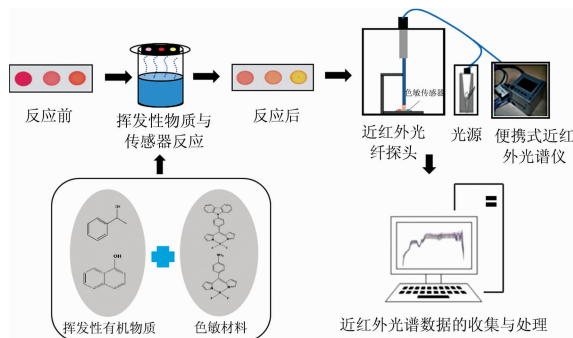 反应前
挥发性物质与
传感器反应
反应后
色敏传感器
近红外光
纤探头
光源
便携式近红
外光谱仪
OH
OH
NO₂
挥发性有机物质
色敏材料
近红外光谱数据的收集与处理